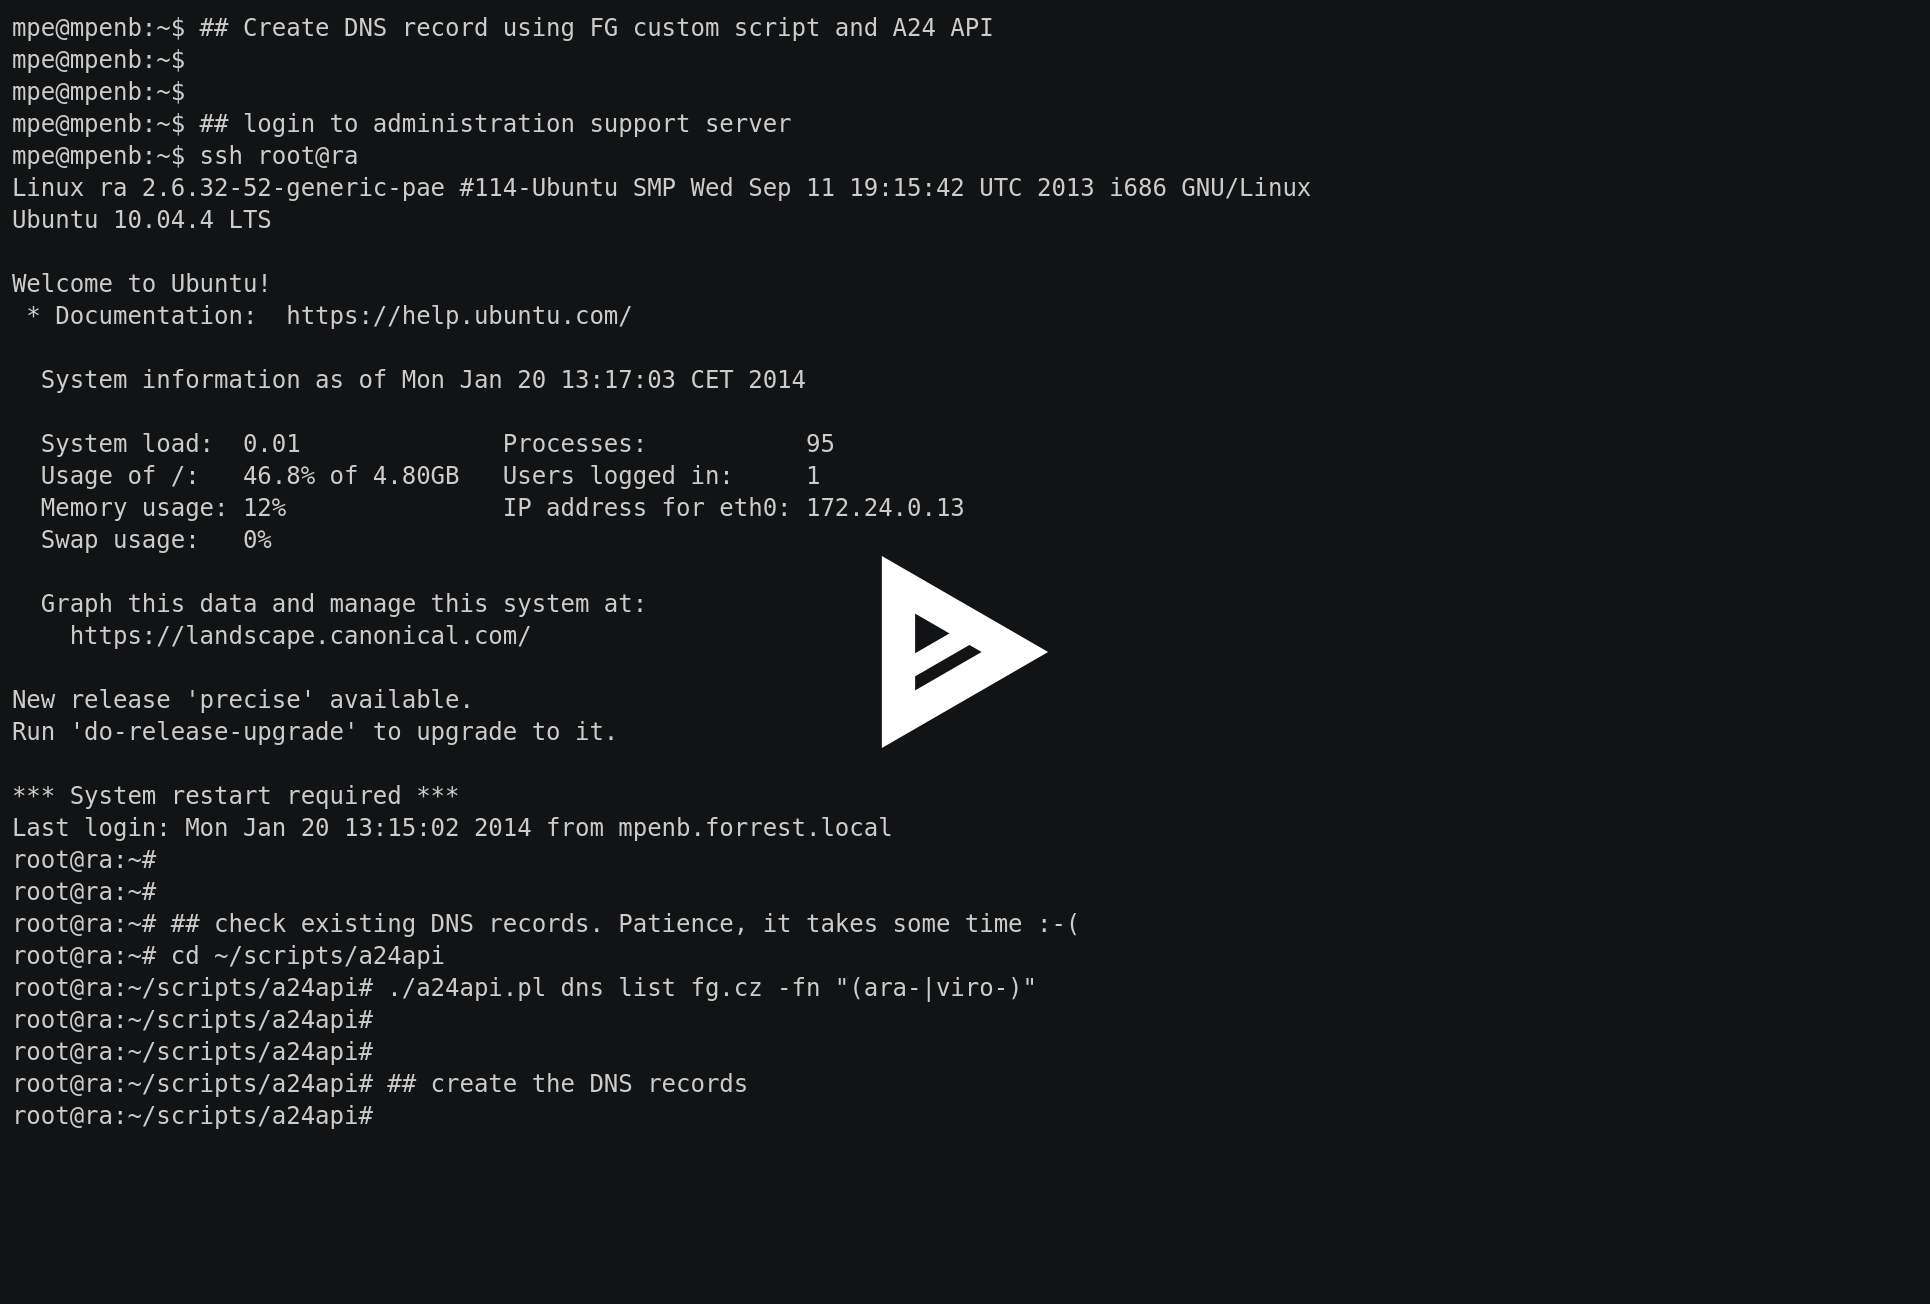 mpe@mpenb:~$ ## Create DNS record using FG custom script and A24 API
mpe@mpenb:~$
mpe@mpenb:~$
mpe@mpenb:~$ ## login to administration support server
mpe@mpenb:~$ ssh root@ra
Linux ra 2.6.32-52-generic-pae #114-Ubuntu SMP Wed Sep 11 19:15:42 UTC 2013 i686 GNU/Linux
Ubuntu 10.04.4 LTS

Welcome to Ubuntu!
 * Documentation:  https://help.ubuntu.com/

  System information as of Mon Jan 20 13:17:03 CET 2014

  System load:  0.01              Processes:           95
  Usage of /:   46.8% of 4.80GB   Users logged in:     1
  Memory usage: 12%               IP address for eth0: 172.24.0.13
  Swap usage:   0%

  Graph this data and manage this system at:
    https://landscape.canonical.com/

New release 'precise' available.
Run 'do-release-upgrade' to upgrade to it.

*** System restart required ***
Last login: Mon Jan 20 13:15:02 2014 from mpenb.forrest.local
root@ra:~#
root@ra:~#
root@ra:~# ## check existing DNS records. Patience, it takes some time :-(
root@ra:~# cd ~/scripts/a24api
root@ra:~/scripts/a24api# ./a24api.pl dns list fg.cz -fn "(ara-|viro-)"
root@ra:~/scripts/a24api#
root@ra:~/scripts/a24api#
root@ra:~/scripts/a24api# ## create the DNS records
root@ra:~/scripts/a24api#